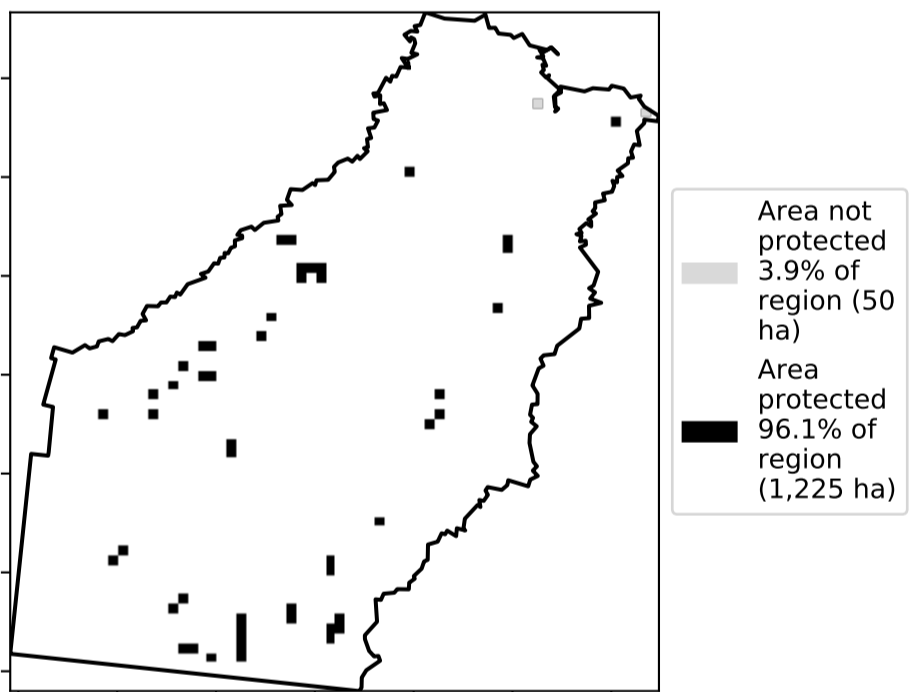 Area not
protected
3.9% of
region (50
ha)
Area
protected
96.1% of
region
(1,225 ha)